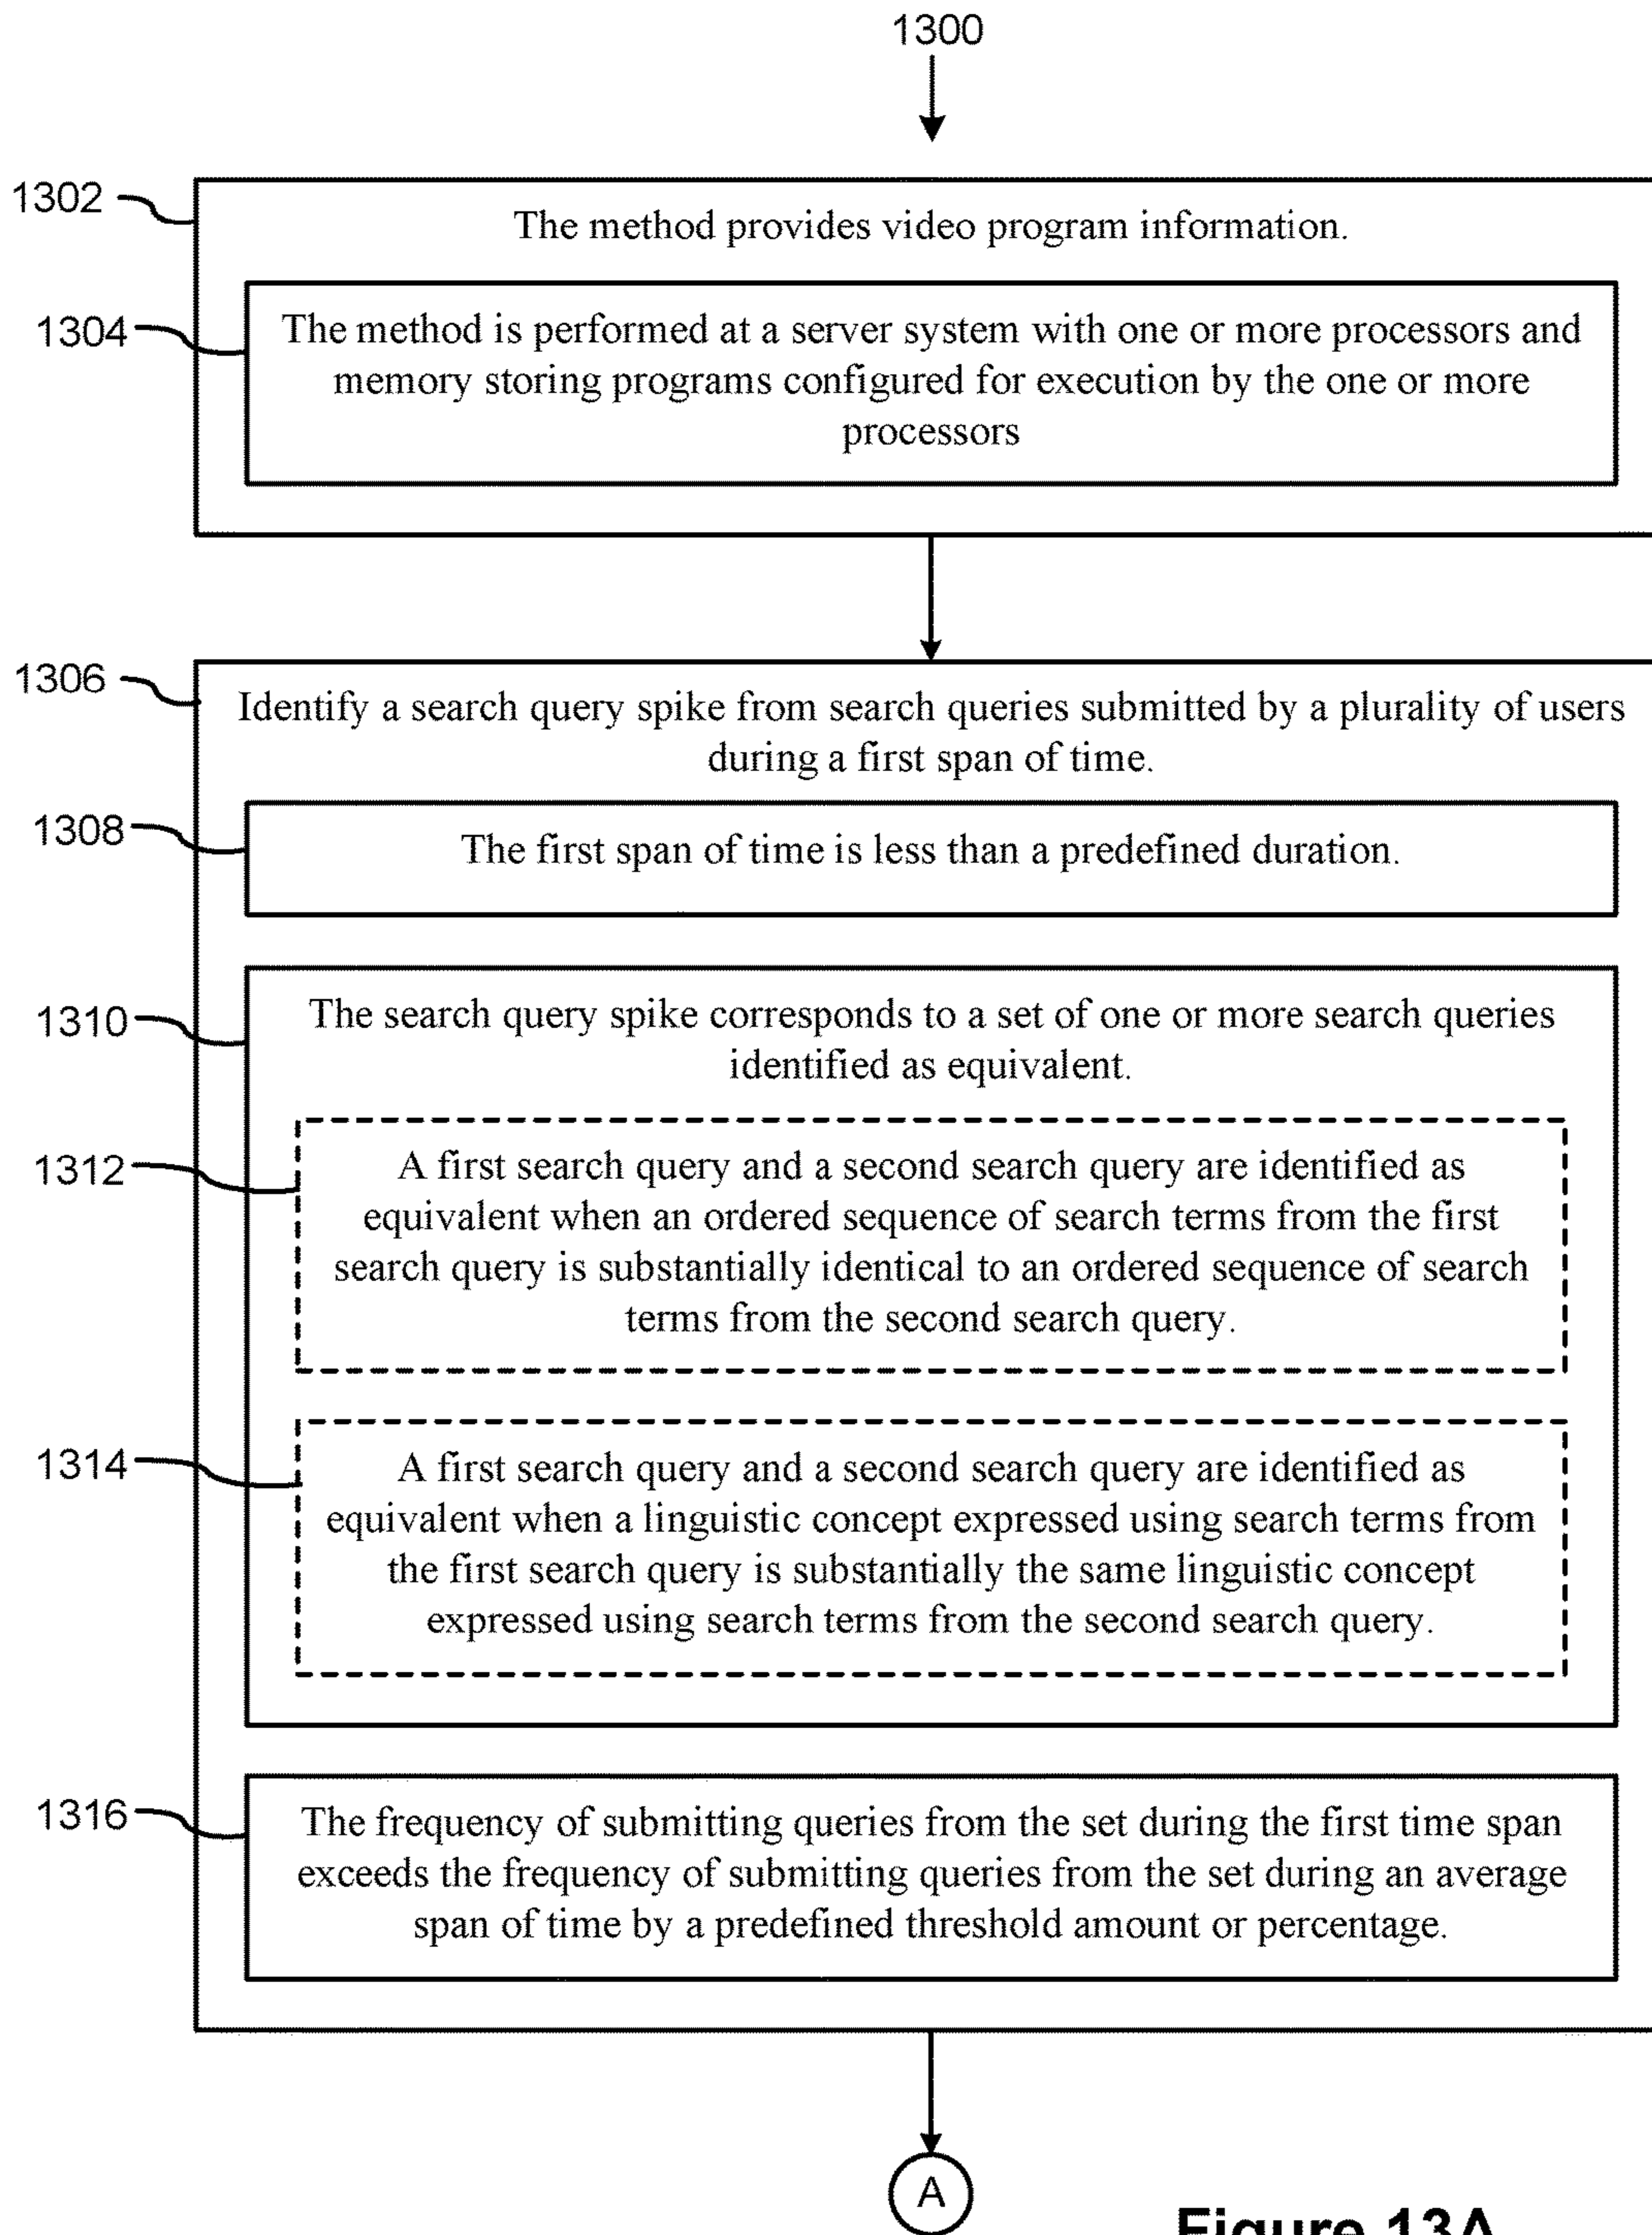 1300
1302
The method provides video program information.
1304
The method is performed at a server system with one or more processors and
memory storing programs configured for execution by the one or more
processors
1306
Identify a search query spike from search queries submitted by a plurality of users
during a first span of time.
1308
The first span of time is less than a predefined duration.
1310
The search query spike corresponds to a set of one or more search queries
identified as equivalent.
1312
A first search query and a second search query are identified as
equivalent when an ordered sequence of search terms from the first
search query is substantially identical to an ordered sequence of search
terms from the second search query.
1314
A first search query and a second search query are identified as
equivalent when a linguistic concept expressed using search terms from
the first search query is substantially the same linguistic concept
expressed using search terms from the second search query.
1316
The frequency of submitting queries from the set during the first time span
exceeds the frequency of submitting queries from the set during an average
span of time by a predefined threshold amount or percentage.
A
Figure 13A